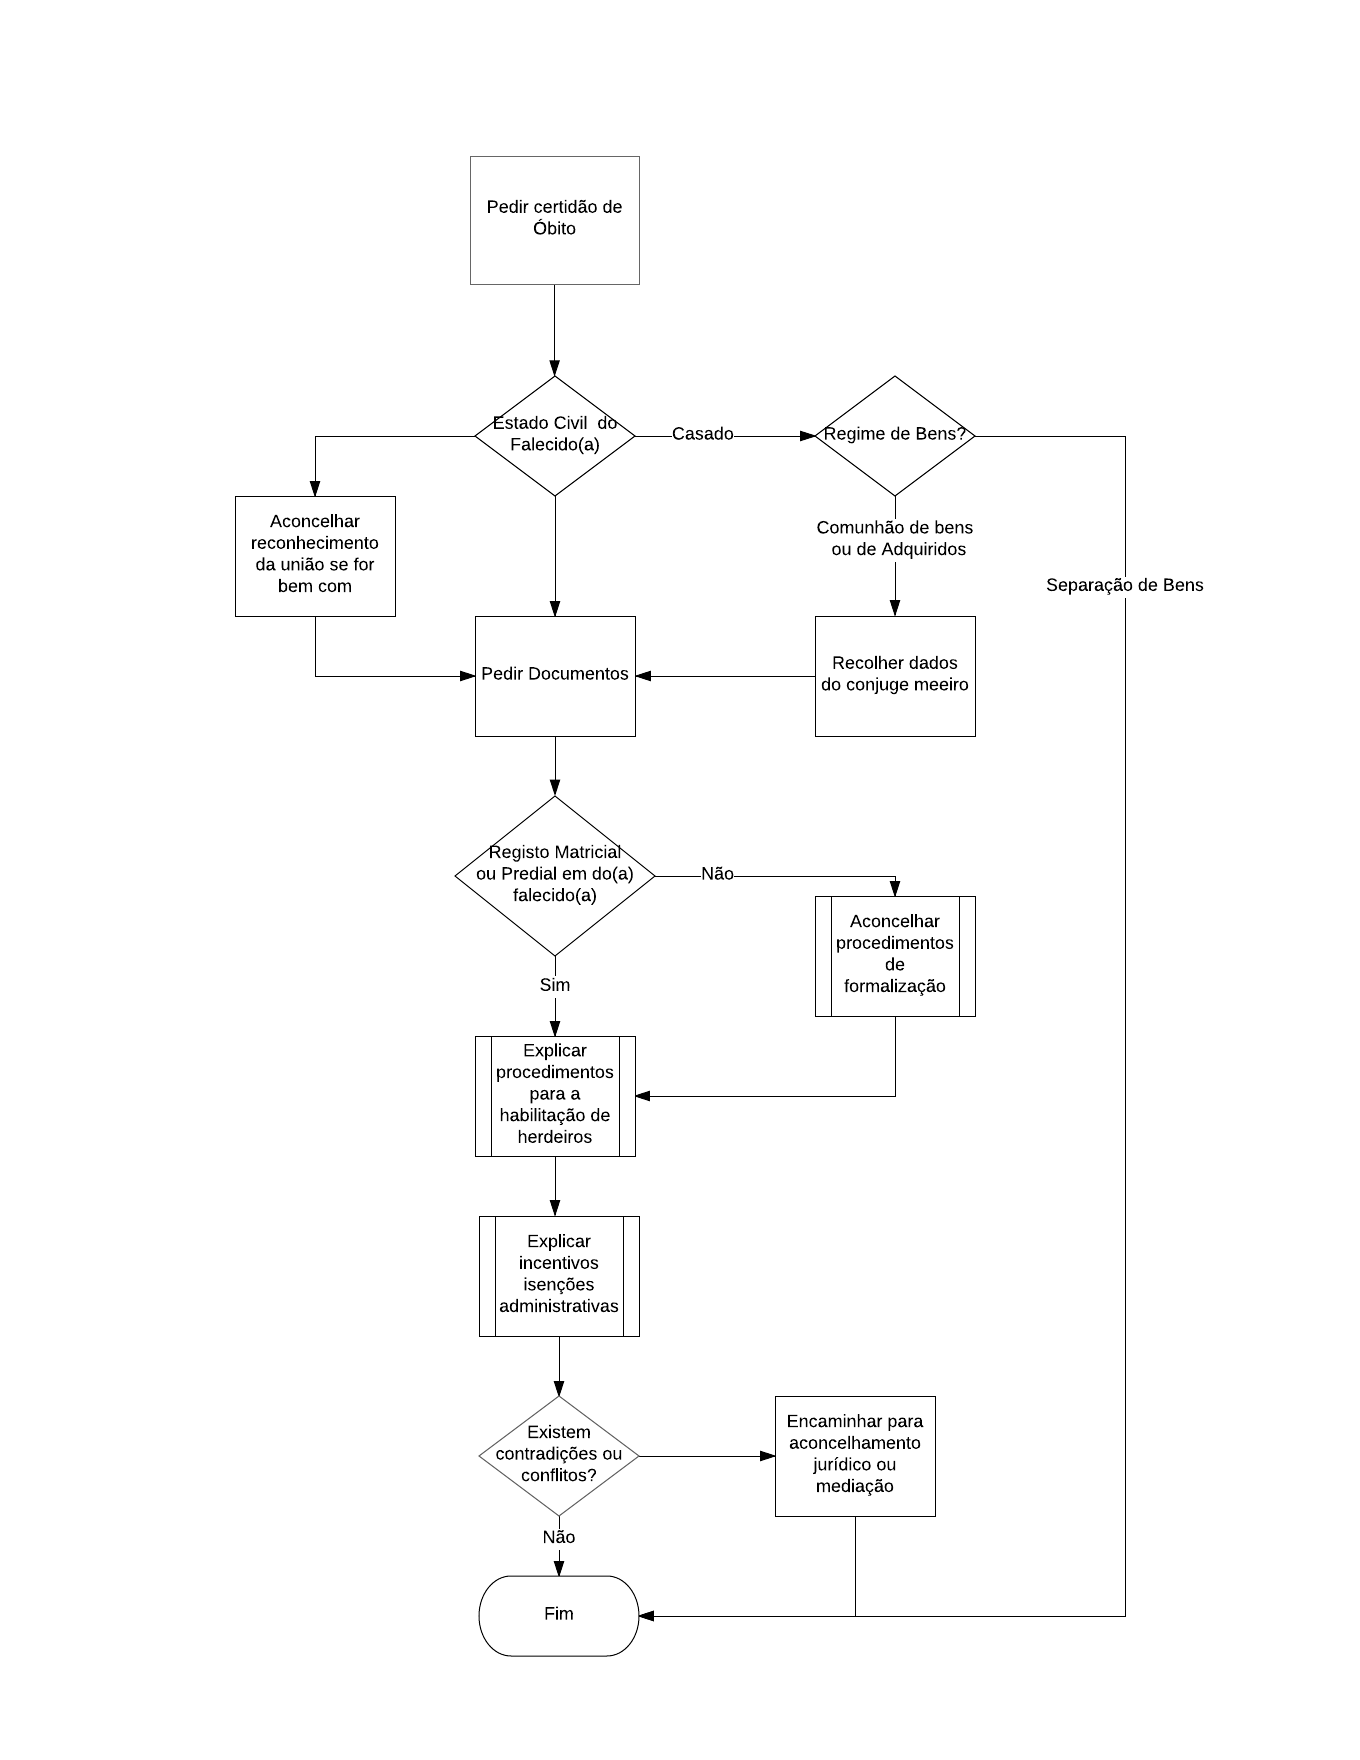 Pedir certidão de
Óbito
Estado Civil do
Falecido(a)
Casado
Regime de Bens?
Aconcelhar
reconhecimento
da união se for
bem com
Comunhão de bens
ou de Adquiridos
Separação de Bens
Pedir Documentos
Recolher dados
do conjuge meeiro
Registo Matricial
ou Predial em do(a)
falecido(a)
Não
Aconcelhar
procedimentos
de
formalização
Sim
Explicar
procedimentos
para a
habilitação de
herdeiros
Explicar
incentivos
isenções
administrativas
Existem
contradições ou
conflitos?
Encaminhar para
aconcelhamento
jurídico ou
mediação
Não
Fim